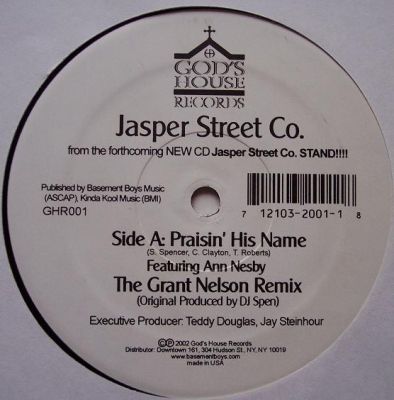 GOD'S
HOUSE
RECORDS
Jasper Street Co.
from the forthcoming NEW CD Jasper Street Co. STAND!!!!
Published by Basement Boys Music
(ASCAP), Kinda Kool Music (BMI)
GHR001
7 12103-2001-1 8
Side A: Praisin' His Name
(S. Spencer, C. Clayton, T. Roberts)
Featuring Ann Nesby
The Grant Nelson Remix
(Original Produced by DJ Spen)
Executive Producer: Teddy Douglas, Jay Steinhour
©℗2002 God's House Records
Distributor: Downtown 161, 304 Hudson St., NY, NY 10019
www.basementboys.com
made in USA